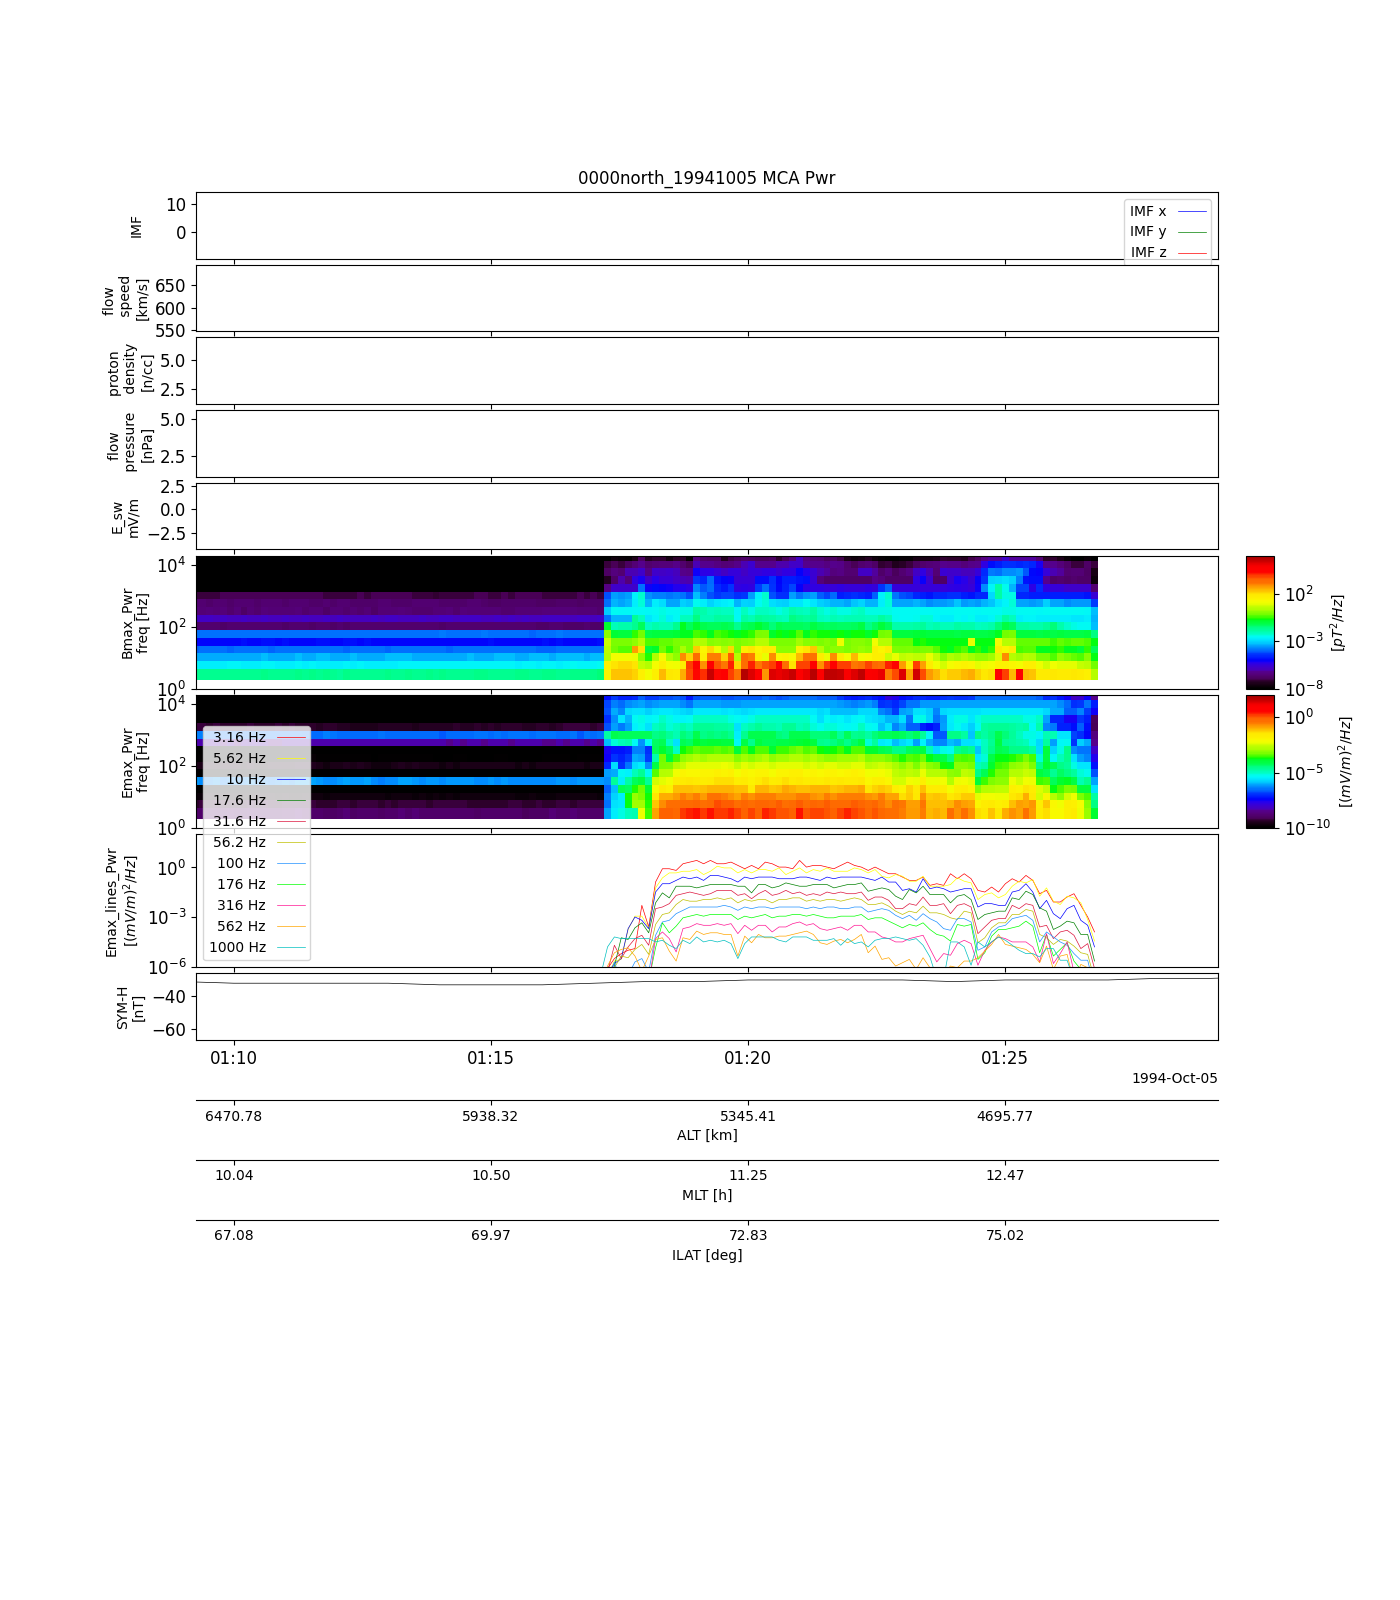 0000north_19941005 MCA Pwr
IMF
10
0
IMF x
IMF y
IMF z
flow
speed
[km/s]
650
600
550
proton
density
[n/cc]
5.0
2.5
flow
pressure
[nPa]
5.0
2.5
E_sw
mV/m
2.5
0.0
−2.5
Bmax_Pwr
freq [Hz]
10^4
10^2
10^0
10^2
10^−3
10^−8
[pT^2/Hz]
Emax_Pwr
freq [Hz]
10^4
10^2
10^0
10^0
10^−5
10^−10
[(mV/m)^2/Hz]
3.16 Hz
5.62 Hz
10 Hz
17.6 Hz
31.6 Hz
56.2 Hz
100 Hz
176 Hz
316 Hz
562 Hz
1000 Hz
Emax_lines_Pwr
[(mV/m)^2/Hz]
10^0
10^−3
10^−6
SYM-H
[nT]
−40
−60
01:10 01:15 01:20 01:25
1994-Oct-05
6470.78 5938.32 5345.41 4695.77
ALT [km]
10.04 10.50 11.25 12.47
MLT [h]
67.08 69.97 72.83 75.02
ILAT [deg]